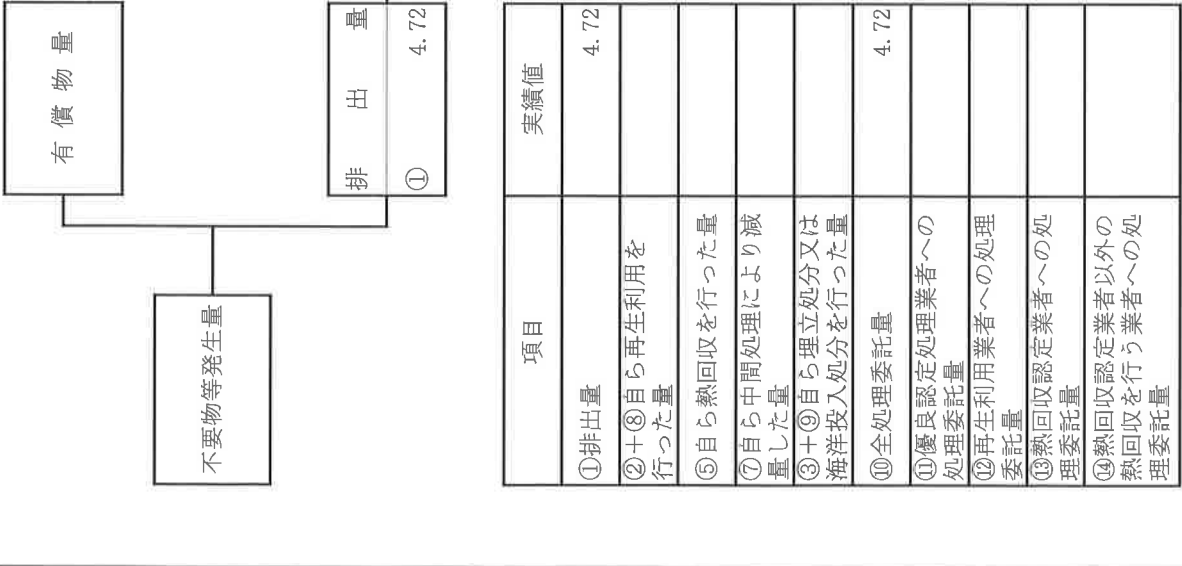 有償物量
不要物等発生量
排出量
① 4.72
項目 実績値
①排出量 4.72
②＋⑧自ら再生利用を
行った量
⑤自ら熱回収を行った量
⑦自ら中間処理により減
量した量
③＋⑨自ら埋立処分又は
海洋投入処分を行った量
⑩全処理委託量 4.72
⑪優良認定処理業者への
処理委託量
⑫再生利用業者への処理
委託量
⑬熱回収認定業者への処
理委託量
⑭熱回収認定業者以外の
熱回収を行う業者への処
理委託量